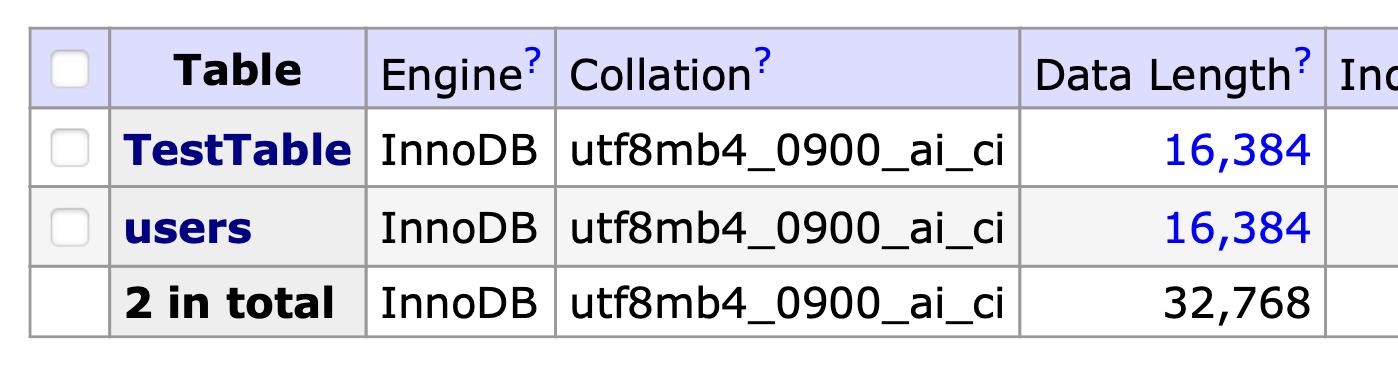 Table Engine? Collation? Data Length?
TestTable InnoDB utf8mb4_0900_ai_ci 16,384
users InnoDB utf8mb4_0900_ai_ci 16,384
2 in total InnoDB utf8mb4_0900_ai_ci 32,768